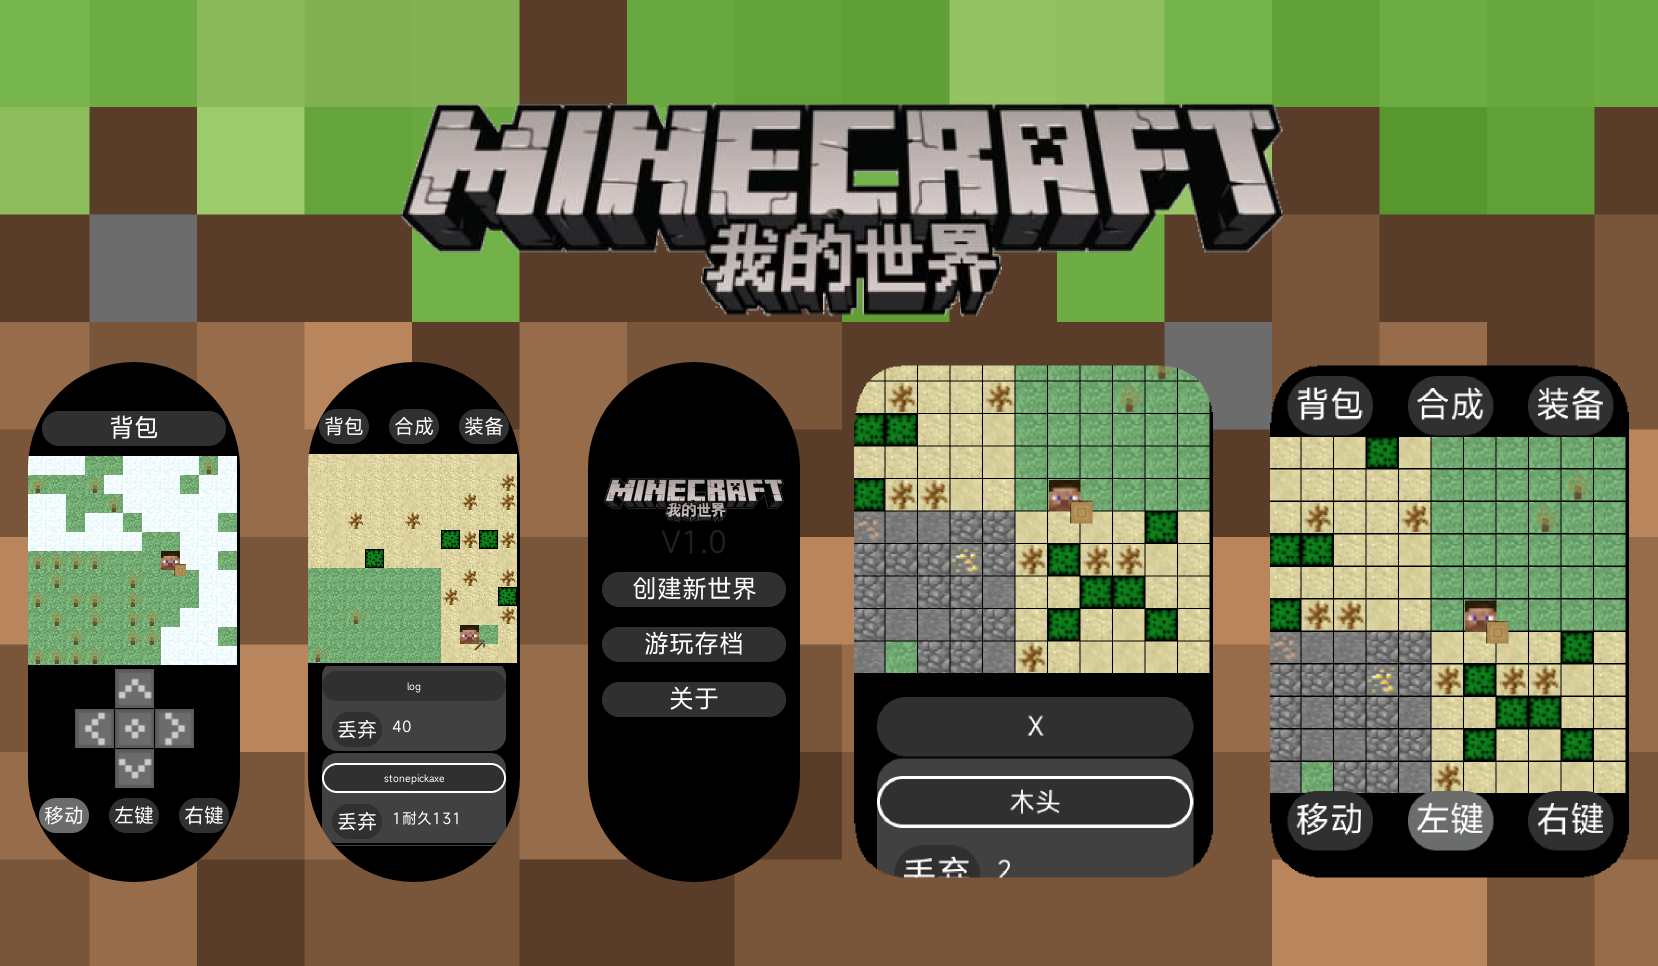 MINECRAFT
我的世界
背包
移动
左键
右键
背包
合成
装备
log
丢弃
40
stonepickaxe
丢弃
1耐久131
MINECRAFT
我的世界
V1.0
创建新世界
游玩存档
关于
X
木头
丢弃
2
背包
合成
装备
移动
左键
右键